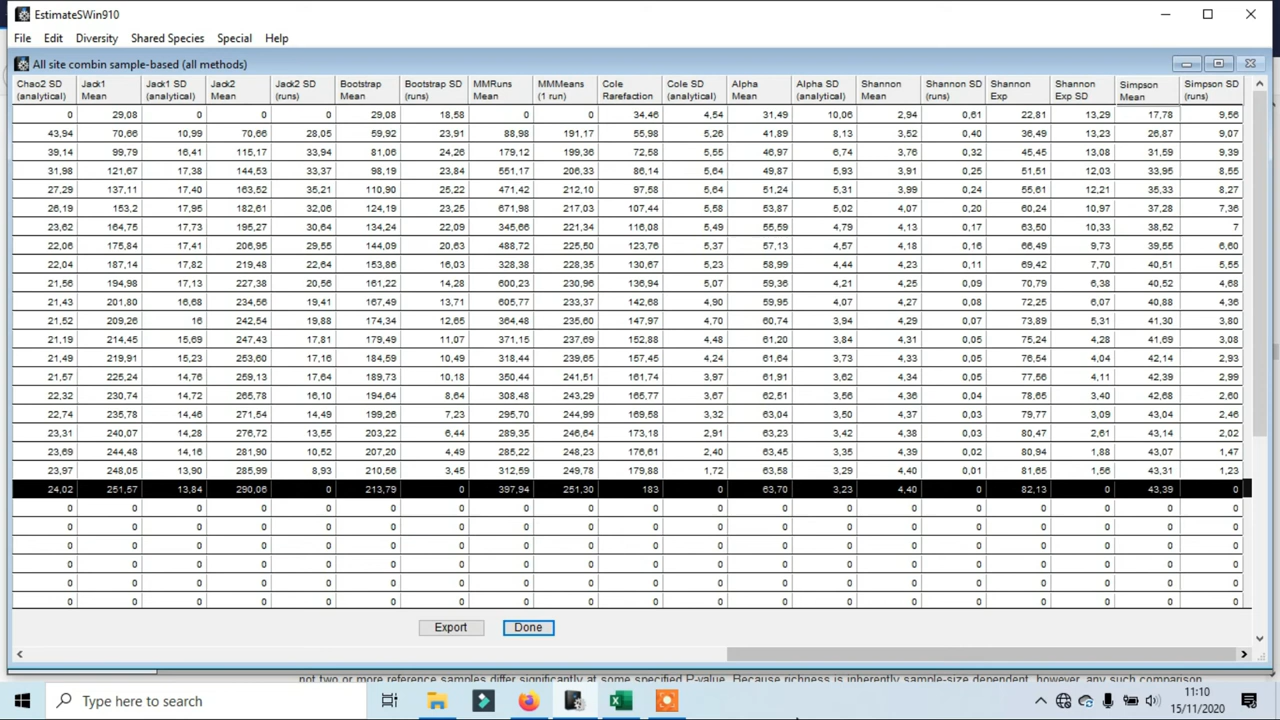 EstimateSWin910
File Edit Diversity Shared Species Special Help
All site combin sample-based (all methods)
Chao2 SD (analytical) Jack1 Mean Jack1 SD (analytical) Jack2 Mean Jack2 SD (runs) Bootstrap Mean Bootstrap SD (runs) MMRuns Mean MMMeans (1 run) Cole Rarefaction Cole SD (analytical) Alpha Mean Alpha SD (analytical) Shannon Mean Shannon SD (runs) Shannon Exp Shannon Exp SD Simpson Mean Simpson SD (runs)
0 29,08 0 0 0 29,08 18,58 0 0 34,46 4,54 31,49 10,06 2,94 0,61 22,81 13,29 17,78 9,56
43,94 70,66 10,99 70,66 28,05 59,92 23,91 88,98 191,17 55,98 5,26 41,89 8,13 3,52 0,40 36,49 13,23 26,87 9,07
39,14 99,79 16,41 115,17 33,94 81,06 24,26 179,12 199,36 72,58 5,55 46,97 6,74 3,76 0,32 45,45 13,08 31,59 9,39
31,98 121,67 17,38 144,53 33,37 98,19 23,84 551,17 206,33 86,14 5,64 49,87 5,93 3,91 0,25 51,51 12,03 33,95 8,55
27,29 137,11 17,40 163,52 35,21 110,90 25,22 471,42 212,10 97,58 5,64 51,24 5,31 3,99 0,24 55,61 12,21 35,33 8,27
26,19 153,2 17,95 182,61 32,06 124,19 23,25 671,98 217,03 107,44 5,58 53,87 5,02 4,07 0,20 60,24 10,97 37,28 7,36
23,62 164,75 17,73 195,27 30,64 134,24 22,09 345,66 221,34 116,08 5,49 55,59 4,79 4,13 0,17 63,50 10,33 38,52 7
22,06 175,84 17,41 206,95 29,55 144,09 20,63 488,72 225,50 123,76 5,37 57,13 4,57 4,18 0,16 66,49 9,73 39,55 6,60
22,04 187,14 17,82 219,48 22,64 153,86 16,03 328,38 228,35 130,67 5,23 58,99 4,44 4,23 0,11 69,42 7,70 40,51 5,55
21,56 194,98 17,13 227,38 20,56 161,22 14,28 600,23 230,96 136,94 5,07 59,36 4,21 4,25 0,09 70,79 6,38 40,52 4,68
21,43 201,80 16,68 234,56 19,41 167,49 13,71 605,77 233,37 142,68 4,90 59,95 4,07 4,27 0,08 72,25 6,07 40,88 4,36
21,52 209,26 16 242,54 19,88 174,34 12,65 364,48 235,60 147,97 4,70 60,74 3,94 4,29 0,07 73,89 5,31 41,30 3,80
21,19 214,45 15,69 247,43 17,81 179,49 11,07 371,15 237,69 152,88 4,48 61,20 3,84 4,31 0,05 75,24 4,28 41,69 3,08
21,49 219,91 15,23 253,60 17,16 184,59 10,49 318,44 239,65 157,45 4,24 61,64 3,73 4,33 0,05 76,54 4,04 42,14 2,93
21,57 225,24 14,76 259,13 17,64 189,73 10,18 350,44 241,51 161,74 3,97 61,91 3,62 4,34 0,05 77,56 4,11 42,39 2,99
22,32 230,74 14,72 265,78 16,10 194,64 8,64 308,48 243,29 165,77 3,67 62,51 3,56 4,36 0,04 78,65 3,40 42,68 2,60
22,74 235,78 14,46 271,54 14,49 199,26 7,23 295,70 244,99 169,58 3,32 63,04 3,50 4,37 0,03 79,77 3,09 43,04 2,46
23,31 240,07 14,28 276,72 13,55 203,22 6,44 289,35 246,64 173,18 2,91 63,23 3,42 4,38 0,03 80,47 2,61 43,14 2,02
23,69 244,48 14,16 281,90 10,52 207,20 4,49 285,22 248,23 176,61 2,40 63,45 3,35 4,39 0,02 80,94 1,88 43,07 1,47
23,97 248,05 13,90 285,99 8,93 210,56 3,45 312,59 249,78 179,88 1,72 63,58 3,29 4,40 0,01 81,65 1,56 43,31 1,23
24,02 251,57 13,84 290,06 0 213,79 0 397,94 251,30 183 0 63,70 3,23 4,40 0 82,13 0 43,39 0
0 0 0 0 0 0 0 0 0 0 0 0 0 0 0 0 0 0 0
0 0 0 0 0 0 0 0 0 0 0 0 0 0 0 0 0 0 0
0 0 0 0 0 0 0 0 0 0 0 0 0 0 0 0 0 0 0
0 0 0 0 0 0 0 0 0 0 0 0 0 0 0 0 0 0 0
0 0 0 0 0 0 0 0 0 0 0 0 0 0 0 0 0 0 0
0 0 0 0 0 0 0 0 0 0 0 0 0 0 0 0 0 0 0
Export Done
not two or more reference samples differ significantly at some specified P-value. Because richness is inherently sample-size dependent, however, any such comparison
Type here to search
11:10
15/11/2020